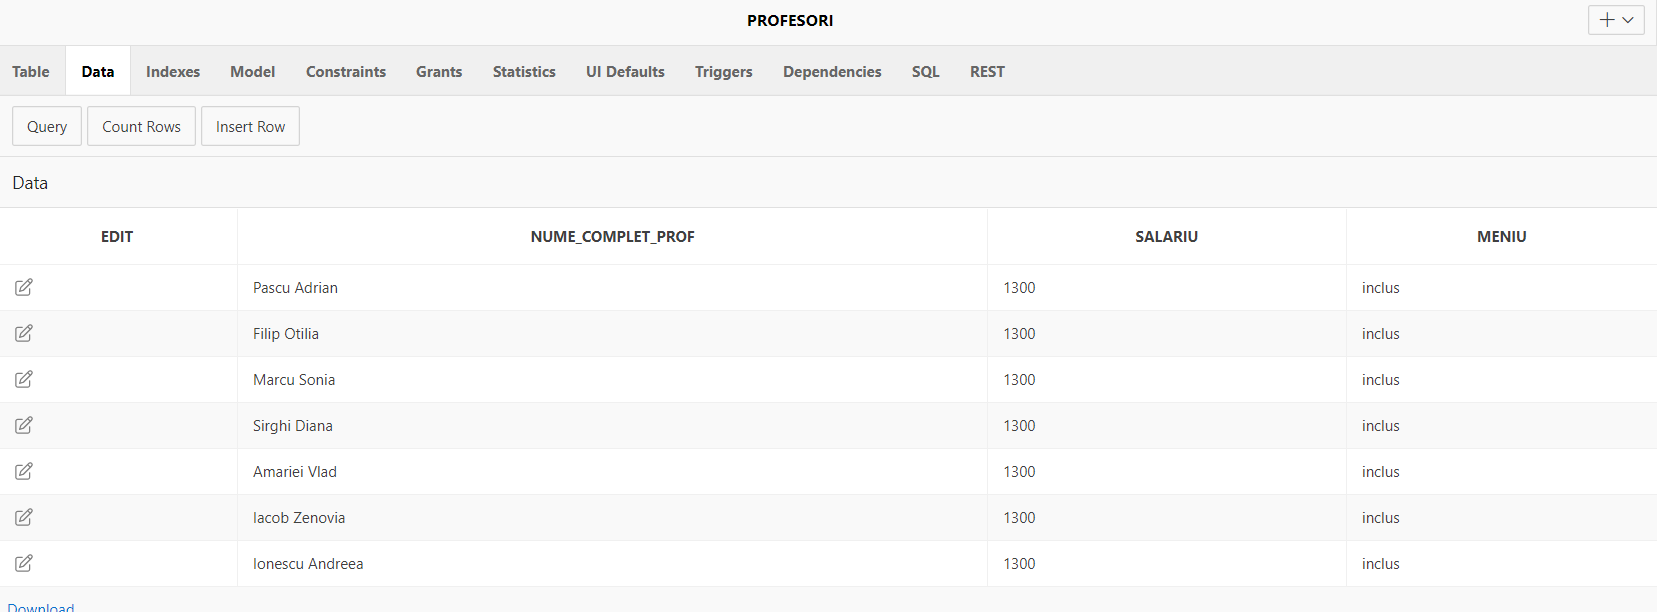 PROFESORI
Table Data Indexes Model Constraints Grants Statistics UI Defaults Triggers Dependencies SQL REST
Query Count Rows Insert Row
Data
EDIT NUME_COMPLET_PROF SALARIU MENIU
Pascu Adrian 1300 inclus
Filip Otilia 1300 inclus
Marcu Sonia 1300 inclus
Sirghi Diana 1300 inclus
Amariei Vlad 1300 inclus
Iacob Zenovia 1300 inclus
Ionescu Andreea 1300 inclus
Download